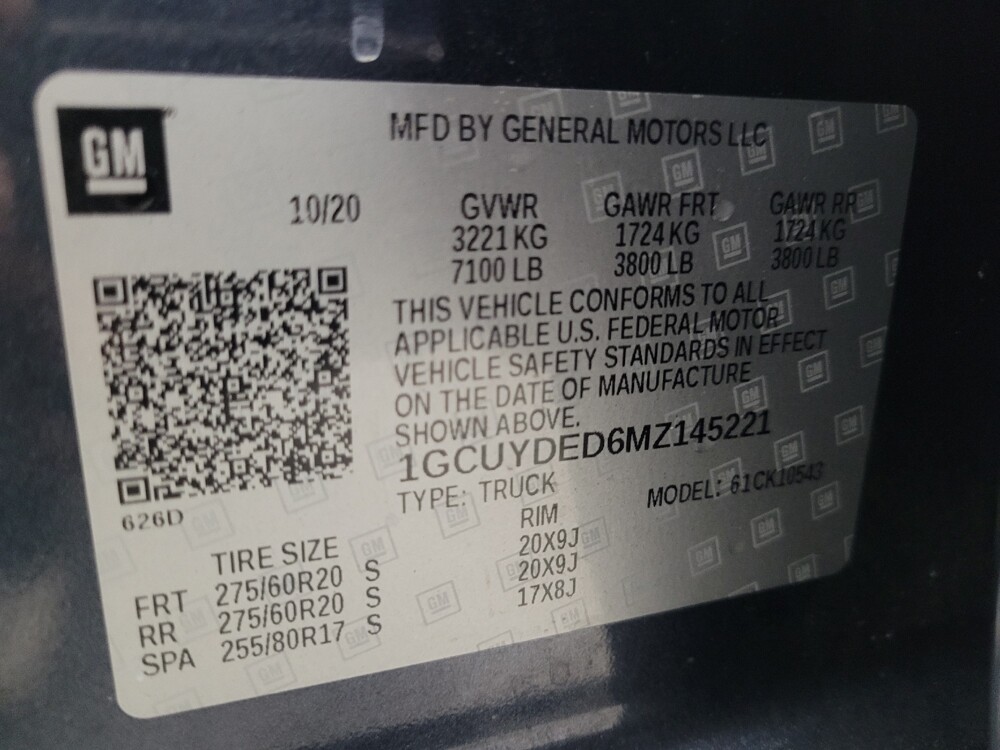 GM
MFD BY GENERAL MOTORS LLC
10/20 GVWR GAWR FRT GAWR RR
3221 KG 1724 KG 1724 KG
7100 LB 3800 LB 3800 LB
THIS VEHICLE CONFORMS TO ALL
APPLICABLE U.S. FEDERAL MOTOR
VEHICLE SAFETY STANDARDS IN EFFECT
ON THE DATE OF MANUFACTURE
SHOWN ABOVE.
1GCUYDED6MZ145221
TYPE: TRUCK MODEL: 61CK10543
626D
TIRE SIZE RIM
FRT 275/60R20 S 20X9J
RR 275/60R20 S 20X9J
SPA 255/80R17 S 17X8J